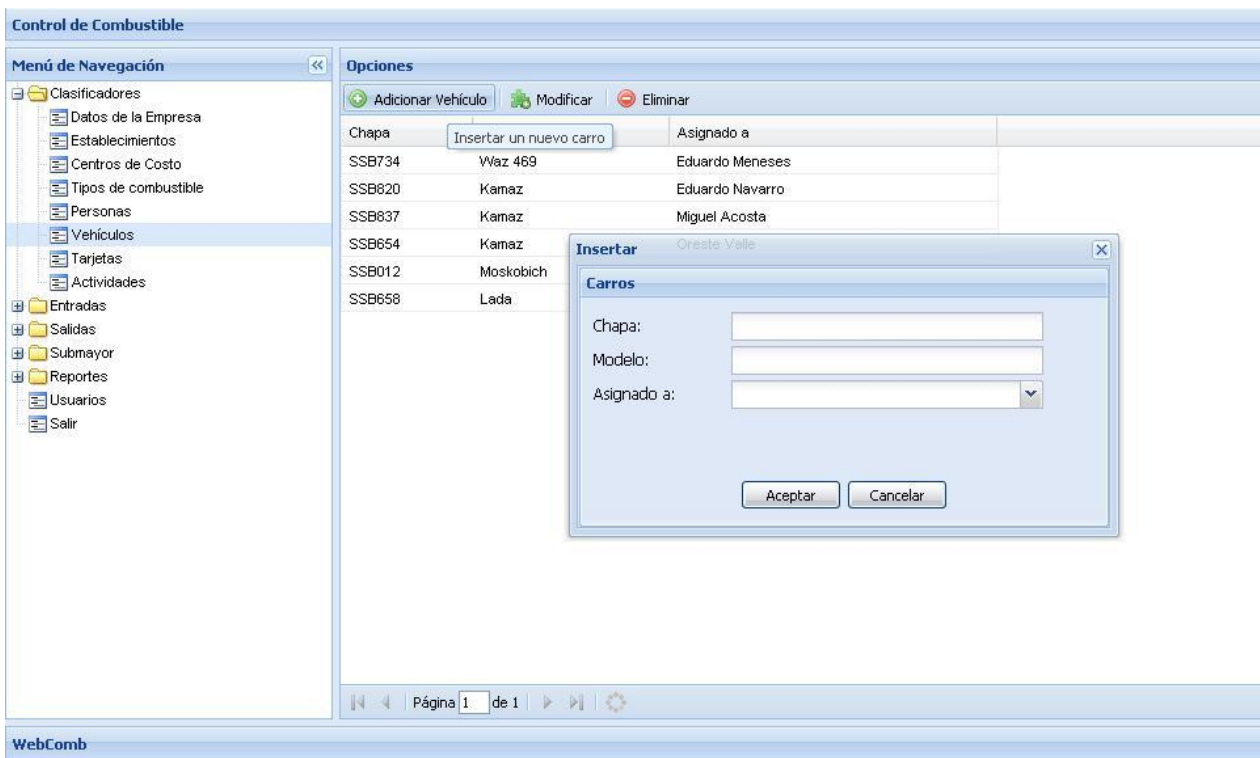 Control de Combustible
Menú de Navegación
Clasificadores
Datos de la Empresa
Establecimientos
Centros de Costo
Tipos de combustible
Personas
Vehículos
Tarjetas
Actividades
Entradas
Salidas
Submayor
Reportes
Usuarios
Salir
Opciones
Adicionar Vehículo Modificar Eliminar
Insertar un nuevo carro
Chapa Asignado a
SSB734 Waz 469 Eduardo Meneses
SSB820 Kamaz Eduardo Navarro
SSB837 Kamaz Miguel Acosta
SSB654 Kamaz Oreste Valle
SSB012 Moskobich
SSB658 Lada
Insertar
Carros
Chapa:
Modelo:
Asignado a:
Aceptar Cancelar
Página 1 de 1
WebComb